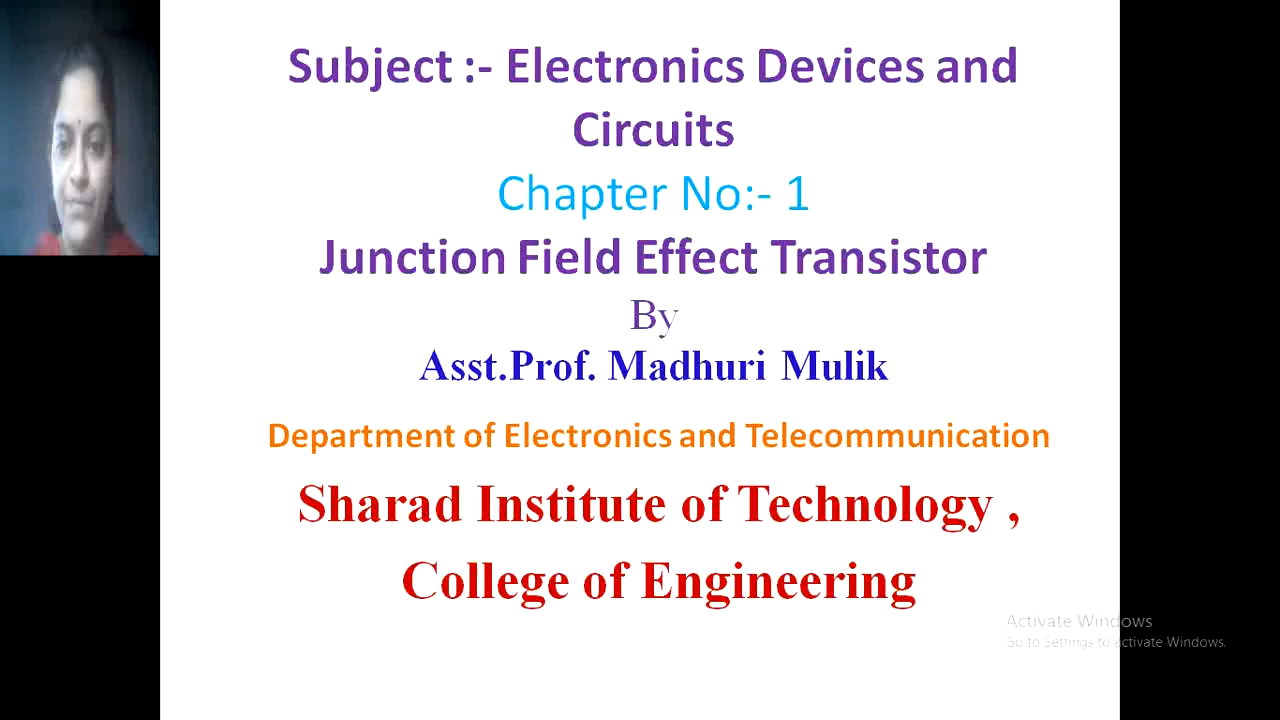 Subject :- Electronics Devices and
Circuits
Chapter No:- 1
Junction Field Effect Transistor
By
Asst.Prof. Madhuri Mulik
Department of Electronics and Telecommunication
Sharad Institute of Technology ,
College of Engineering
Activate Windows
Go to Settings to activate Windows.